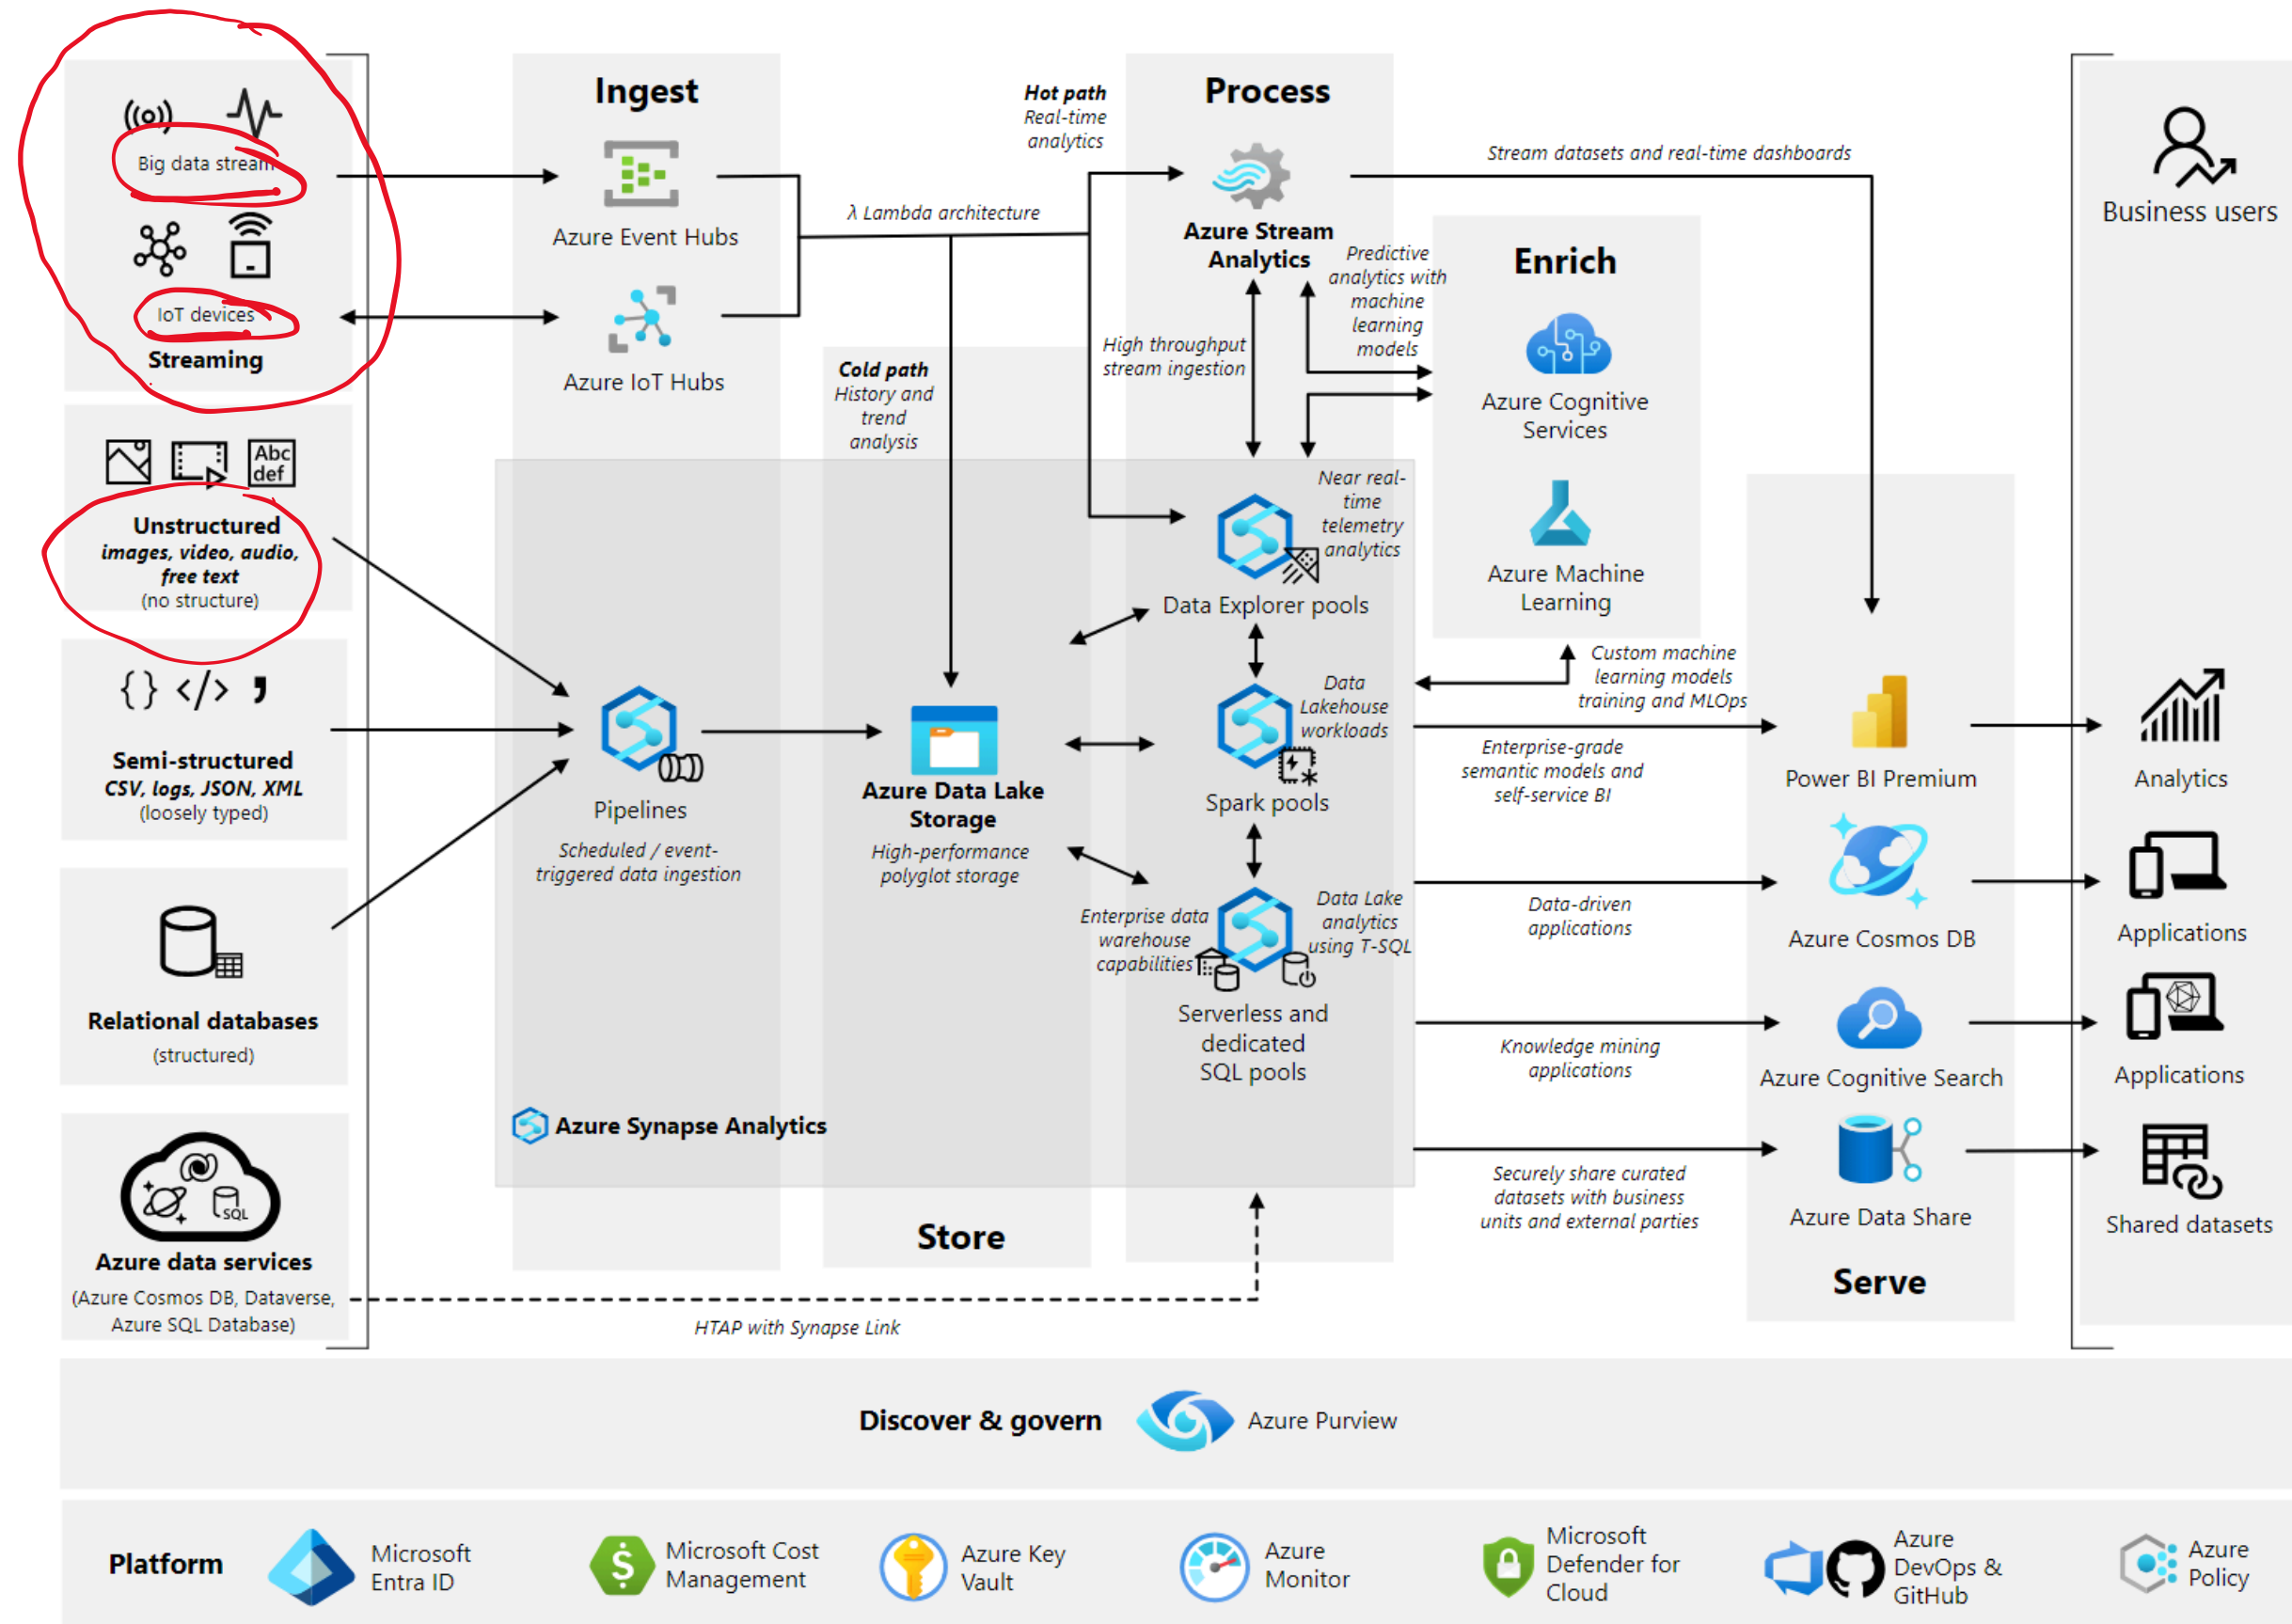 Big data stream
IoT devices
Streaming
Abc
def
Unstructured
images, video, audio,
free text
(no structure)
{} </> ,
Semi-structured
CSV, logs, JSON, XML
(loosely typed)
Relational databases
(structured)
SQL
Azure data services
(Azure Cosmos DB, Dataverse,
Azure SQL Database)
Ingest
Azure Event Hubs
Azure IoT Hubs
λ Lambda architecture
Hot path
Real-time
analytics
Cold path
History and
trend
analysis
Pipelines
Scheduled / event-
triggered data ingestion
Azure Data Lake
Storage
High-performance
polyglot storage
Azure Synapse Analytics
Store
HTAP with Synapse Link
Process
Azure Stream
Analytics
High throughput
stream ingestion
Predictive
analytics with
machine
learning
models
Near real-
time
telemetry
analytics
Data Explorer pools
Data
Lakehouse
workloads
Spark pools
Enterprise data
warehouse
capabilities
Data Lake
analytics
using T-SQL
Serverless and
dedicated
SQL pools
Stream datasets and real-time dashboards
Enrich
Azure Cognitive
Services
Azure Machine
Learning
Custom machine
learning models
training and MLOps
Enterprise-grade
semantic models and
self-service BI
Data-driven
applications
Knowledge mining
applications
Securely share curated
datasets with business
units and external parties
Power BI Premium
Azure Cosmos DB
Azure Cognitive Search
Azure Data Share
Serve
Business users
Analytics
Applications
Applications
Shared datasets
Discover & govern
Azure Purview
Platform
Microsoft
Entra ID
$
Microsoft Cost
Management
Azure Key
Vault
Azure
Monitor
Microsoft
Defender for
Cloud
Azure
DevOps &
GitHub
Azure
Policy